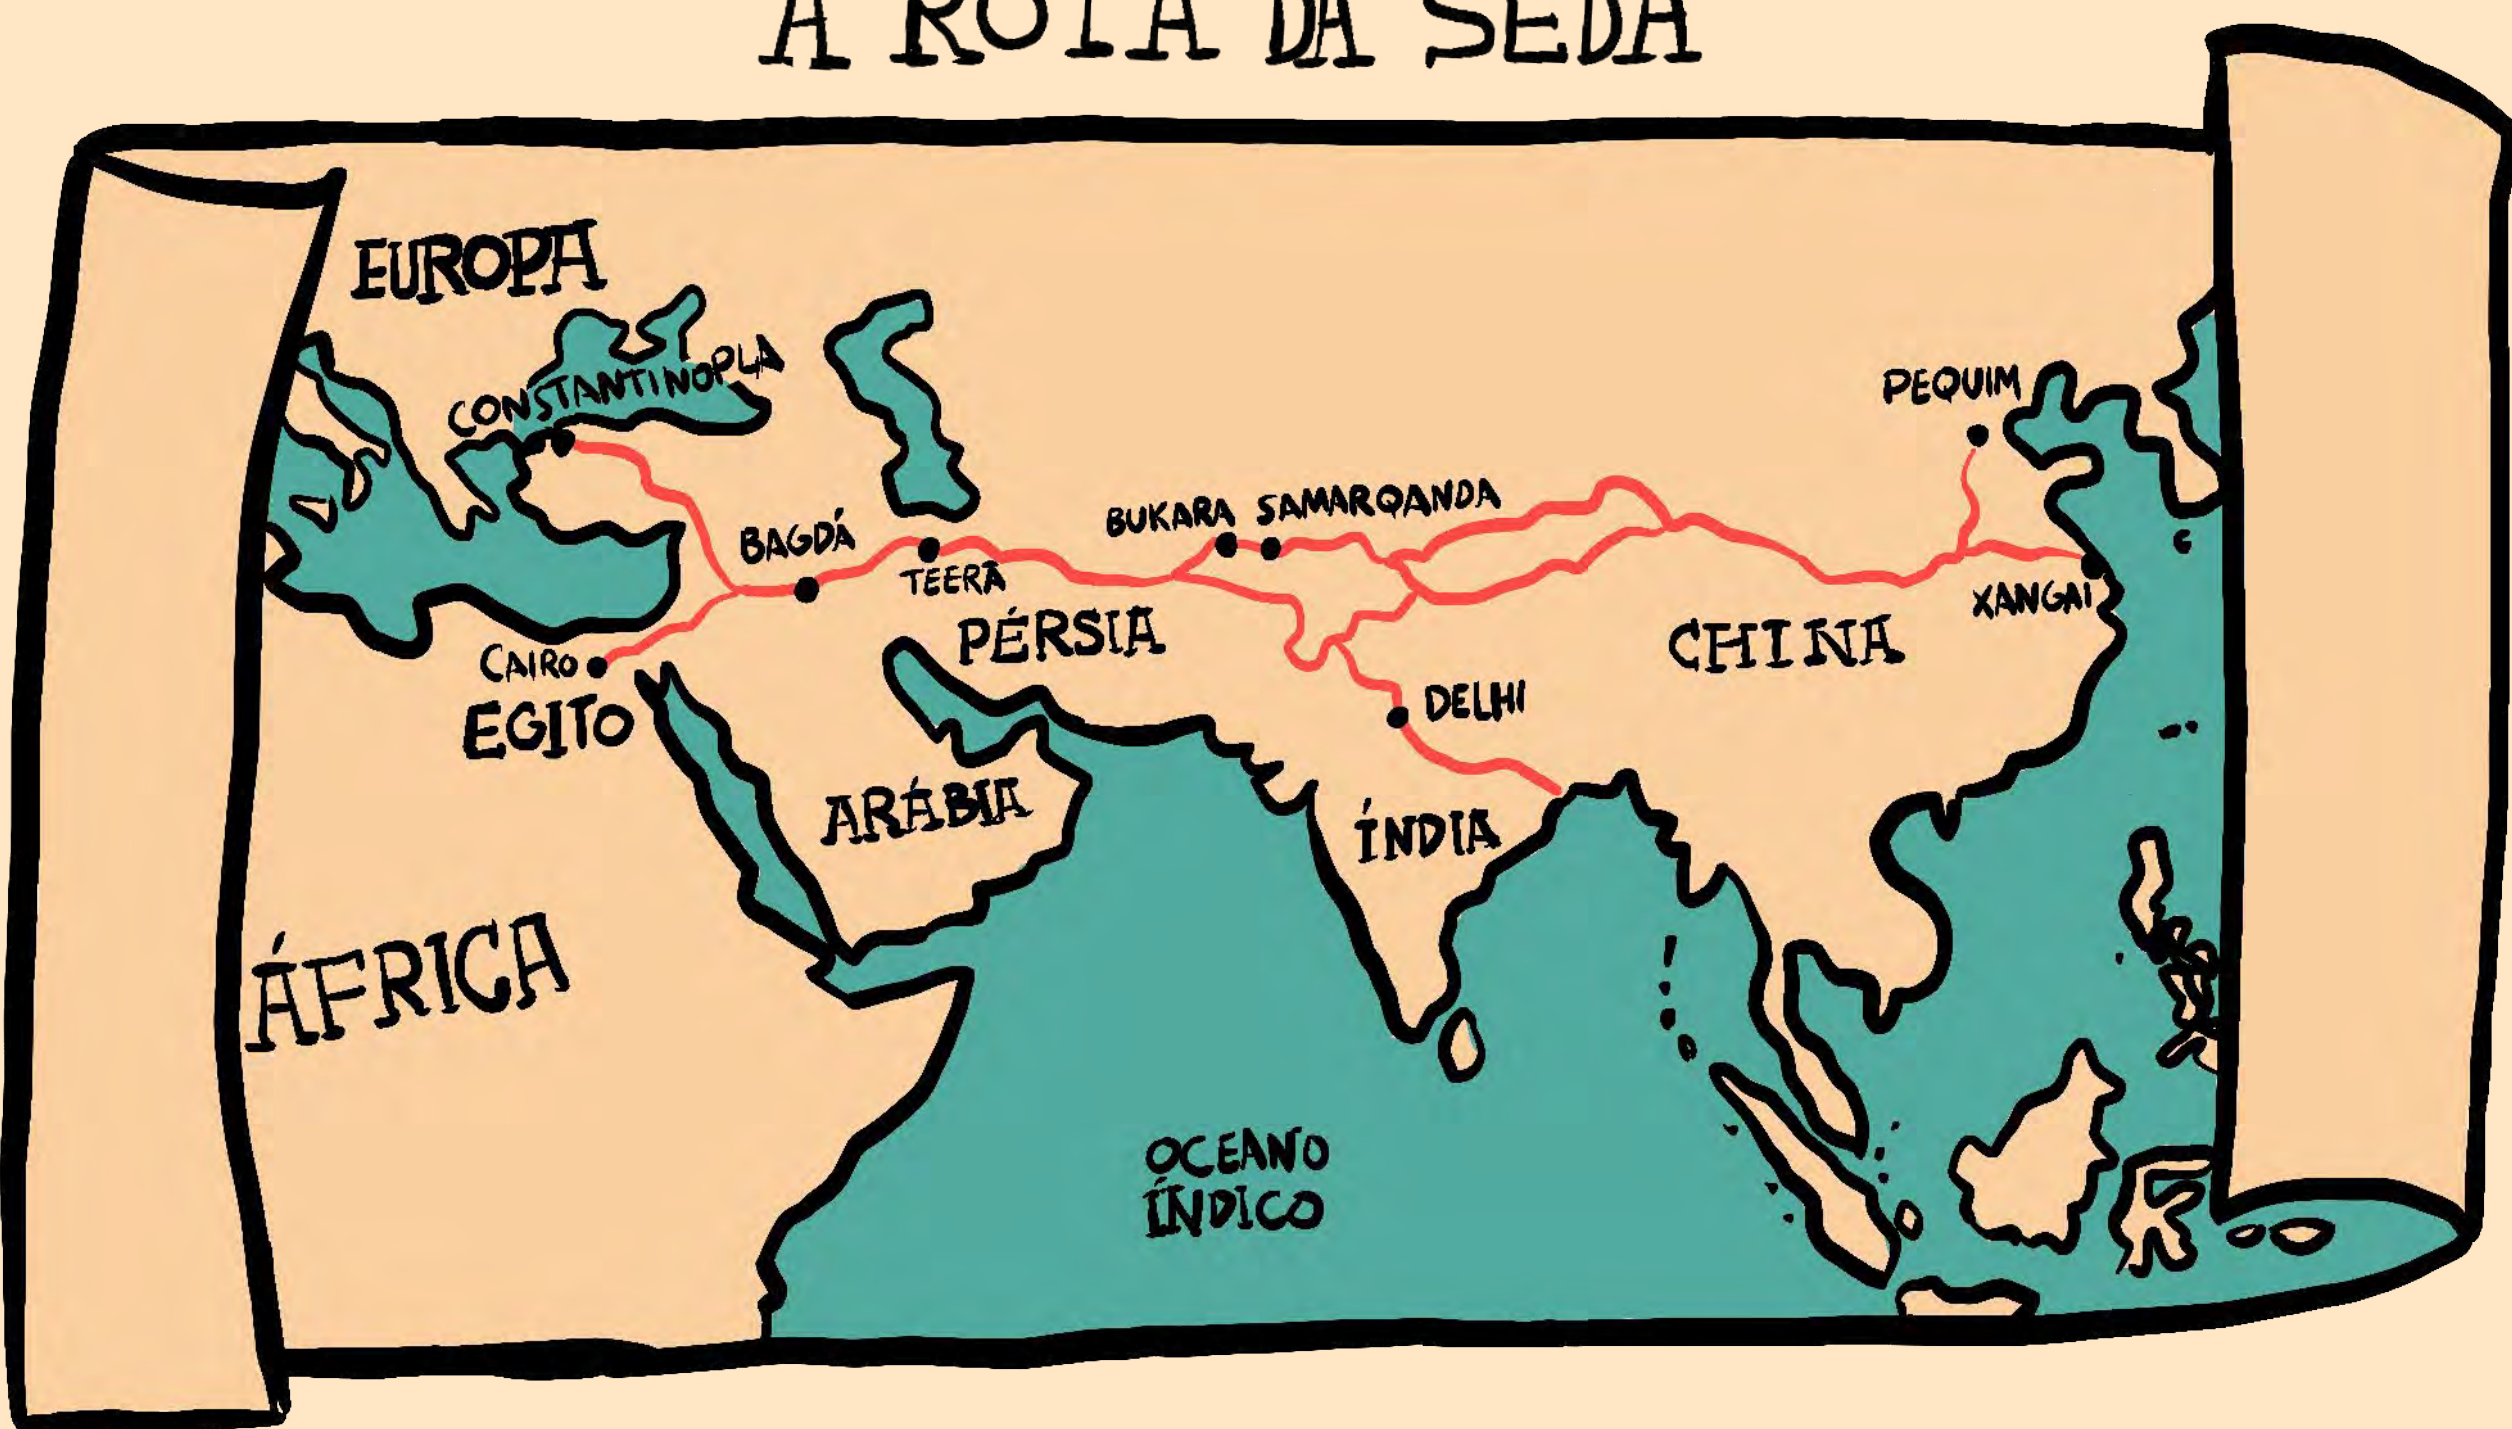 A ROTA DA SEDA
EUROPA
CONSTANTINOPLA
PEQUIM
BUKARA
SAMARQANDA
BAGDÁ
TEERÃ
XANGAI
PÉRSIA
CHINA
CAIRO
EGITO
DELHI
ARÁBIA
ÍNDIA
ÁFRICA
OCEANO
ÍNDICO